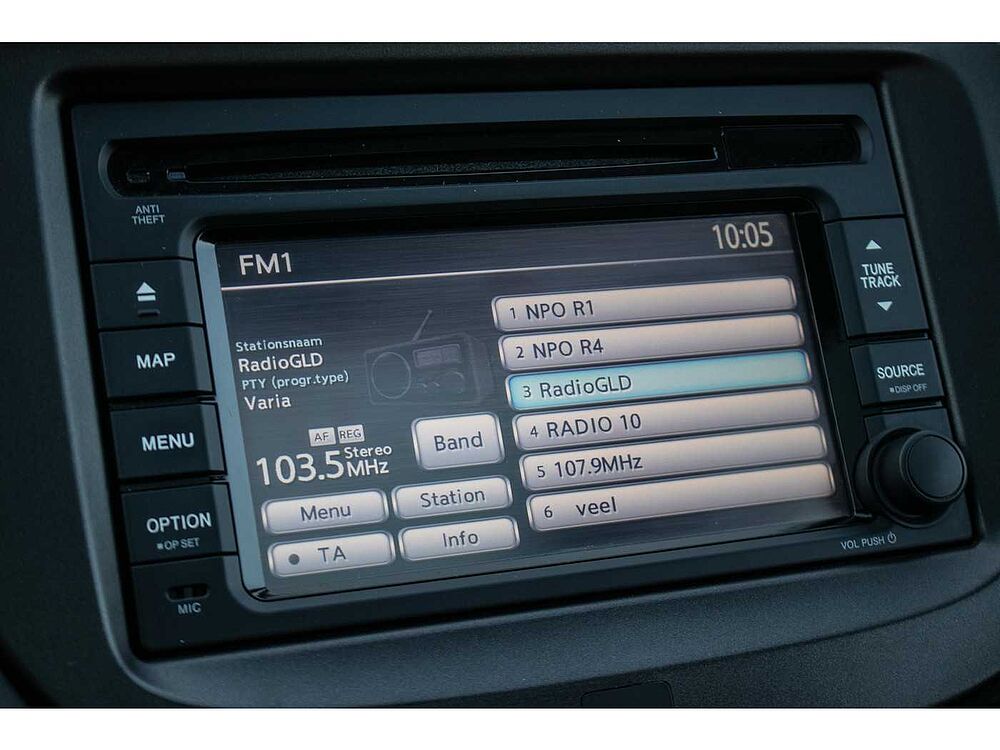 ANTI
THEFT
MAP
MENU
OPTION
OP SET
MIC
FM1
10:05
Stationsnaam
RadioGLD
PTY (progr.type)
Varia
AF REG
103.5 Stereo
MHz
Band
Menu
Station
TA
Info
1 NPO R1
2 NPO R4
3 RadioGLD
4 RADIO 10
5 107.9MHz
6 veel
TUNE
TRACK
SOURCE
DISP OFF
VOL PUSH